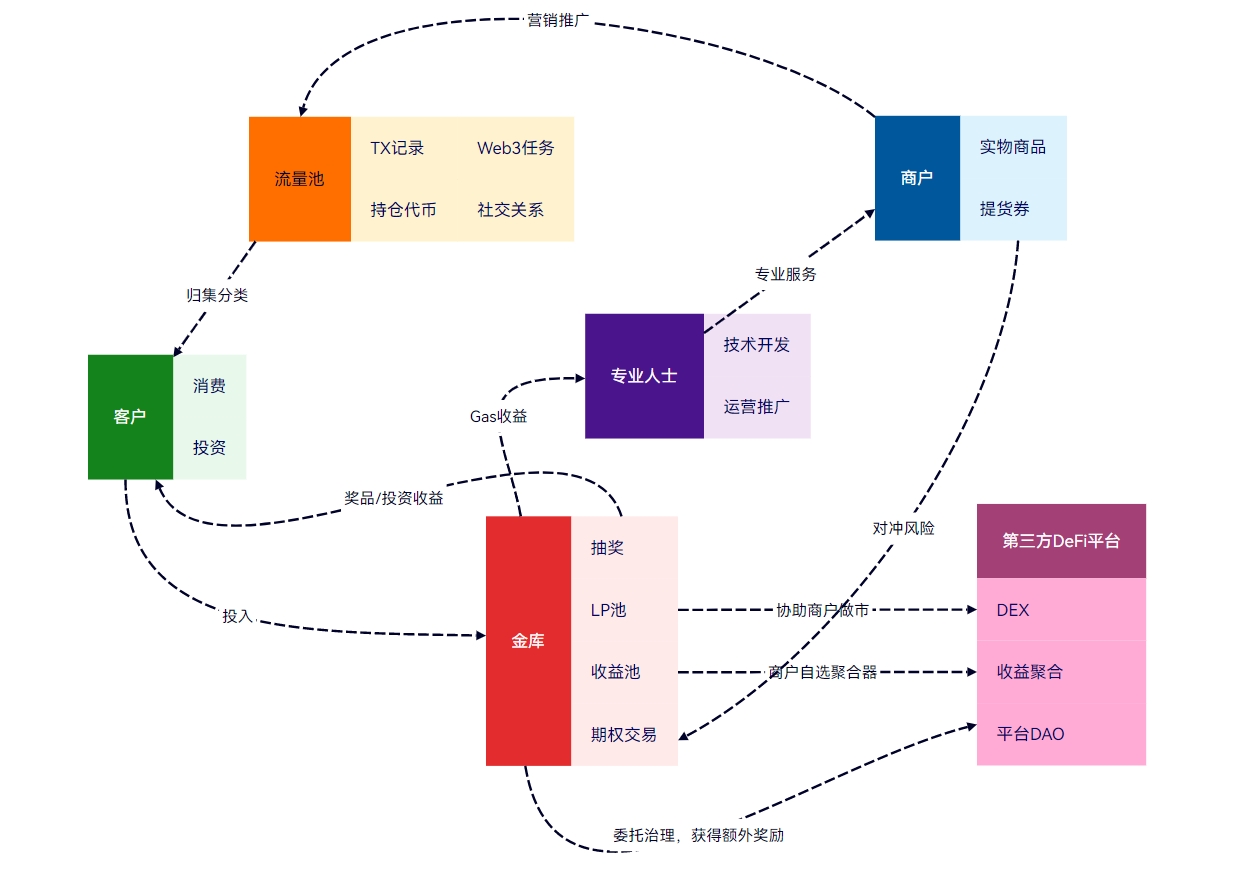 营销推广
流量池
TX记录
Web3任务
持仓代币
社交关系
商户
实物商品
提货券
归集分类
专业服务
客户
消费
投资
专业人士
技术开发
运营推广
Gas收益
奖品/投资收益
对冲风险
投入
金库
抽奖
LP池
收益池
期权交易
协助商户做市
商户自选聚合器
第三方DeFi平台
DEX
收益聚合
平台DAO
委托治理，获得额外奖励